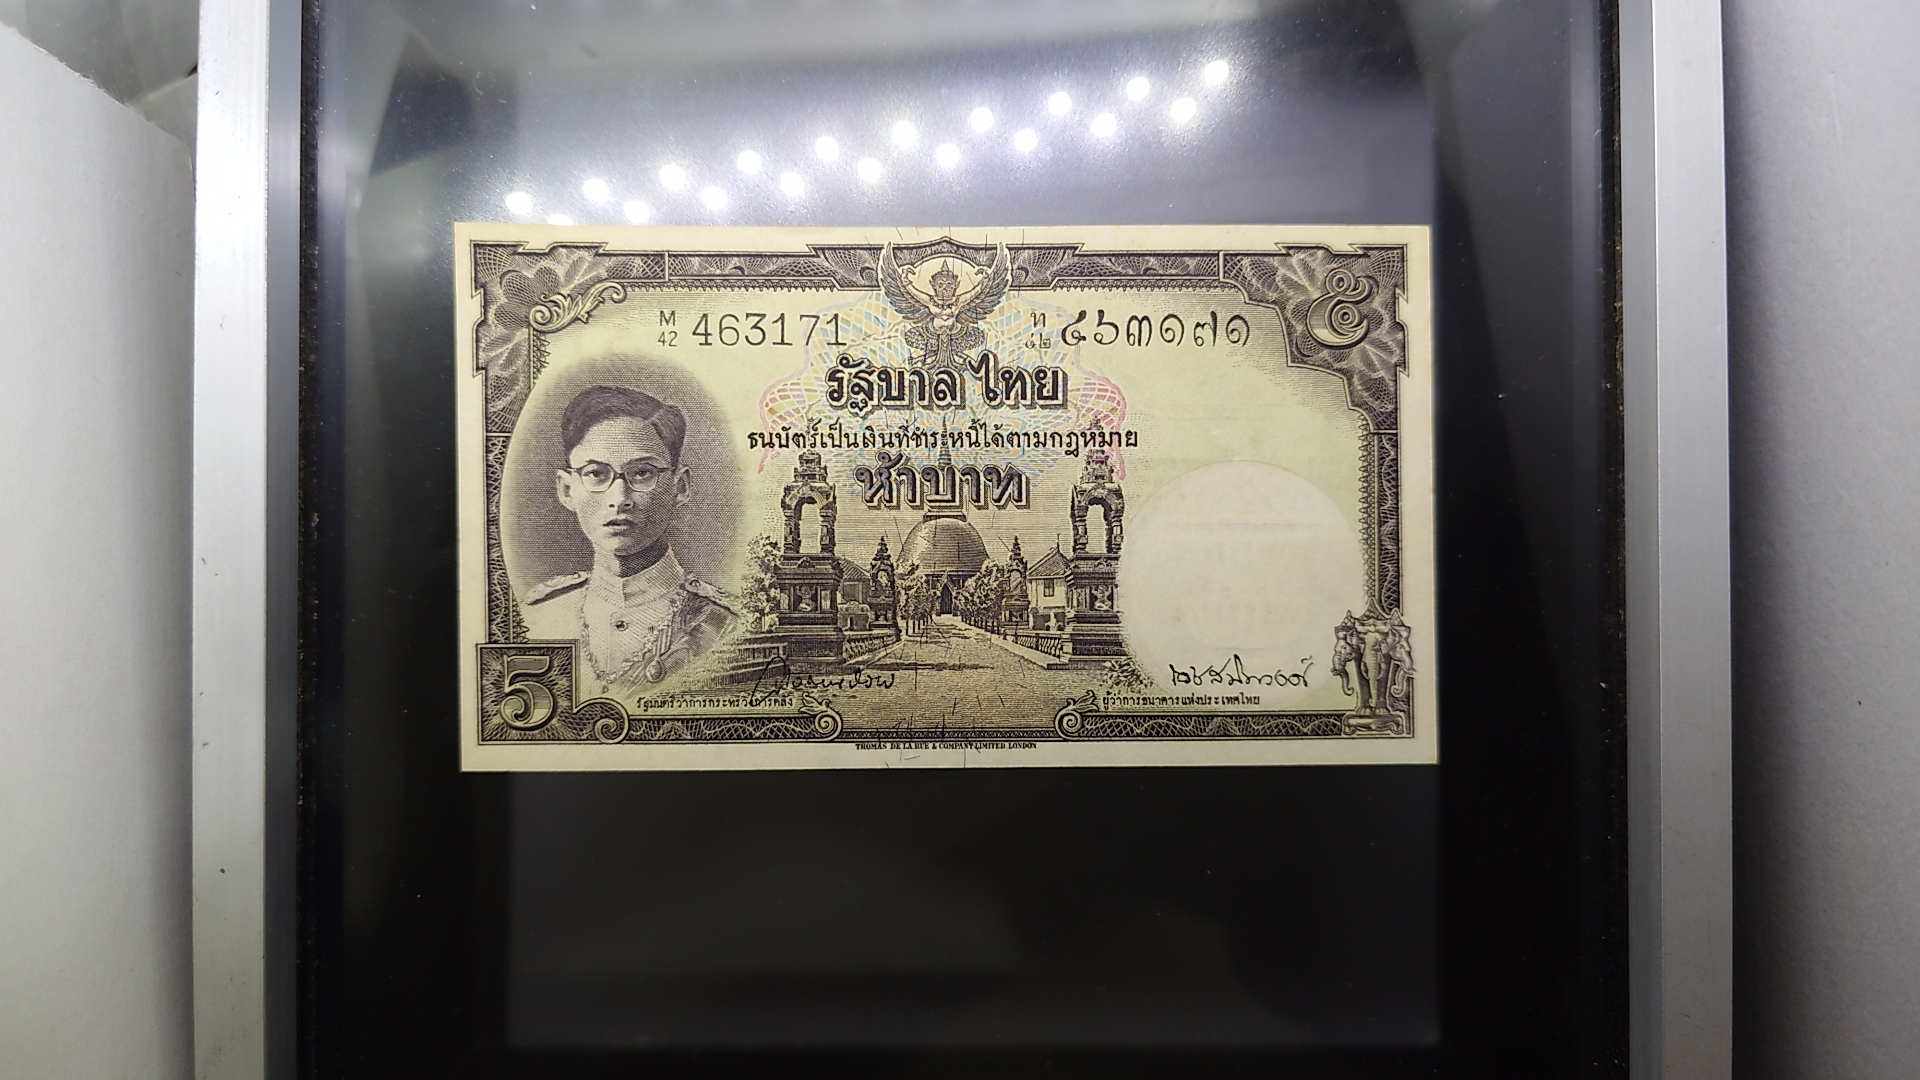 M/42 463171 ท/๔๒ ๔๖๓๑๗๑ ๕
รัฐบาลไทย
ธนบัตร์เป็นเงินที่ชำระหนี้ได้ตามกฎหมาย
ห้าบาท
5
รัฐมนตรีว่าการกระทรวงการคลัง ผู้ว่าการธนาคารแห่งประเทศไทย
THOMAS DE LA RUE & COMPANY, LIMITED LONDON